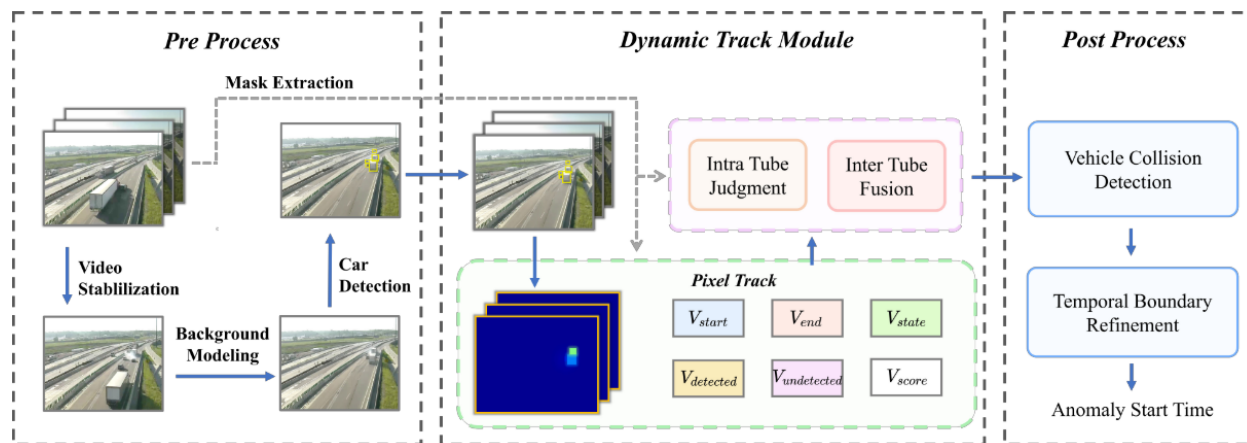 Pre Process
Dynamic Track Module
Post Process
Mask Extraction
Video
Stablilization
Car
Detection
Background
Modeling
Intra Tube
Judgment
Inter Tube
Fusion
Pixel Track
V_start
V_end
V_state
V_detected
V_undetected
V_score
Vehicle Collision
Detection
Temporal Boundary
Refinement
Anomaly Start Time